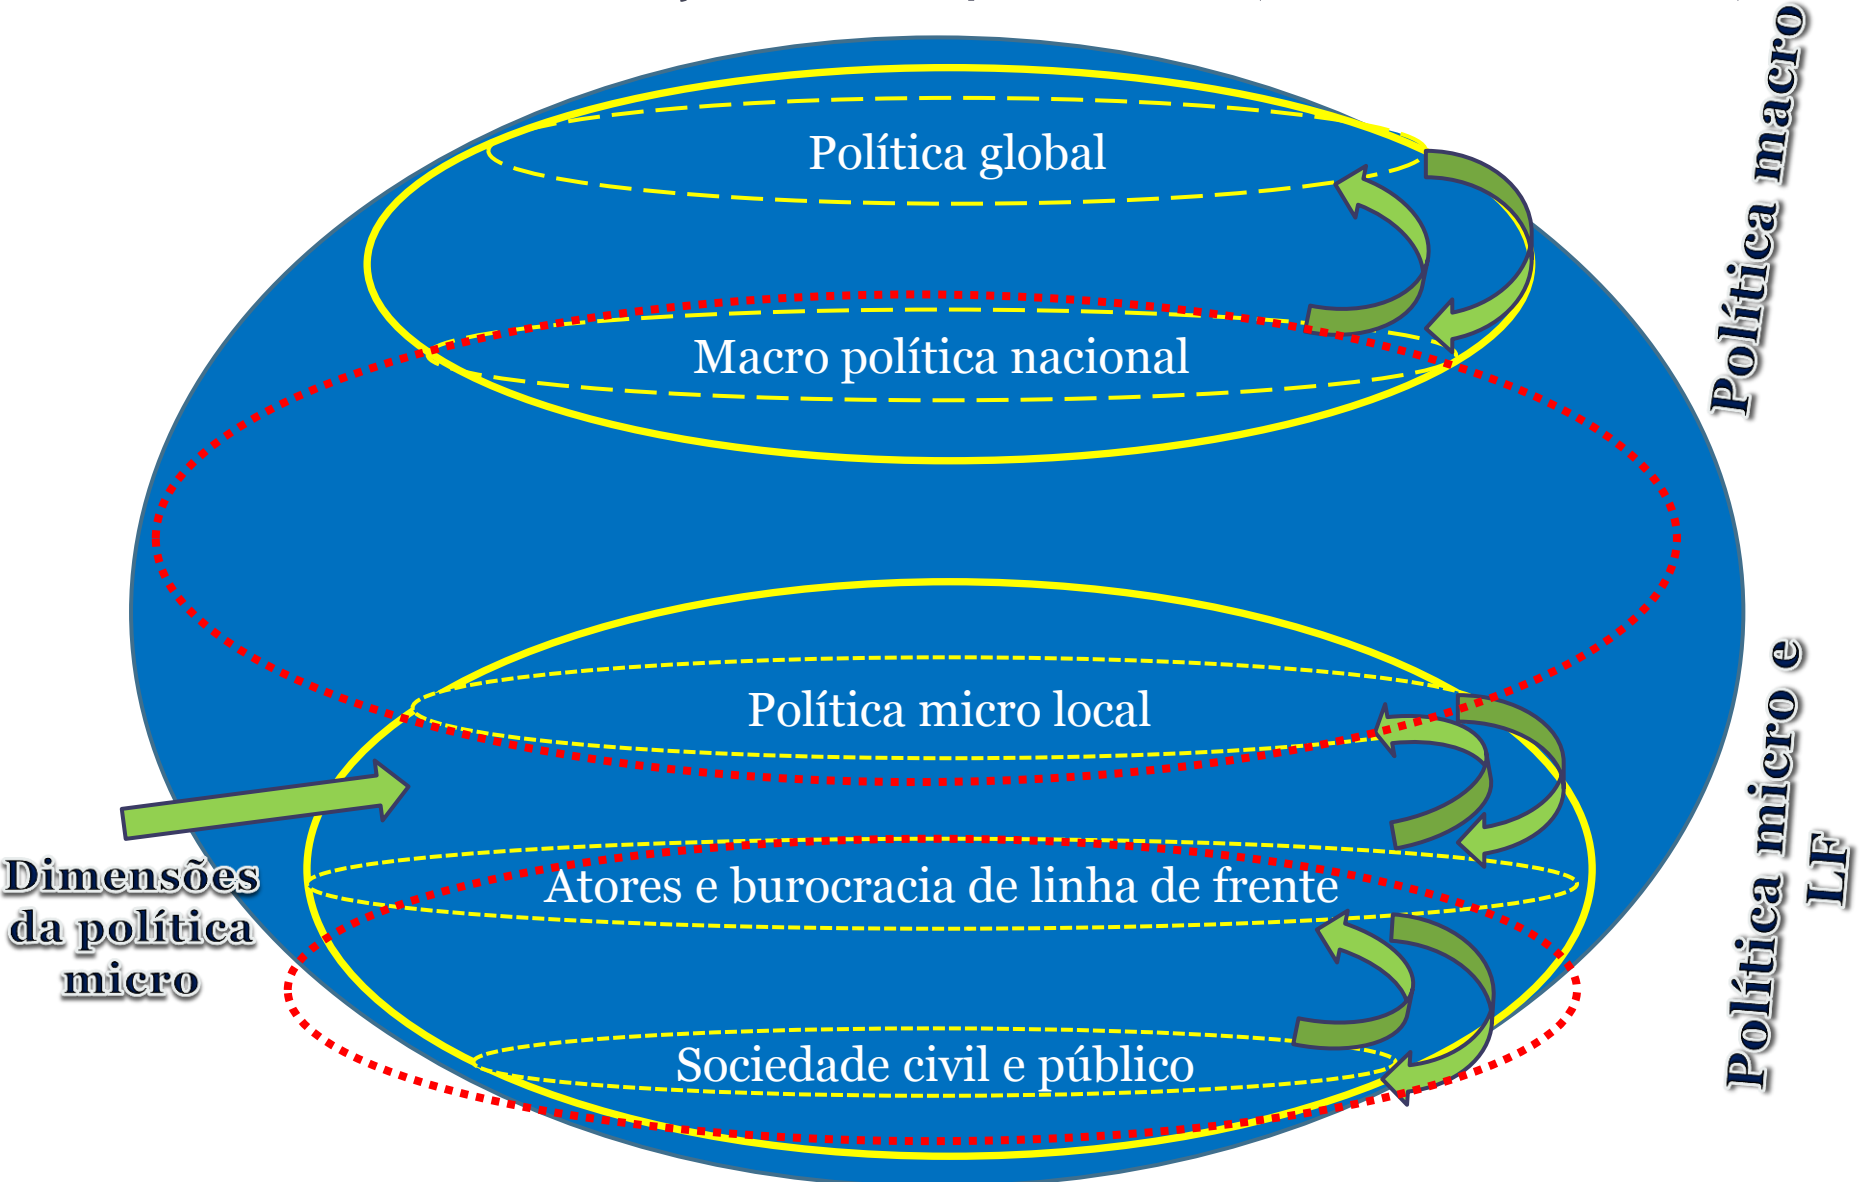 Política global
Macro política nacional
Política micro local
Atores e burocracia de linha de frente
Sociedade civil e público
Dimensões
da política
micro
Política macro
Política micro e
LF